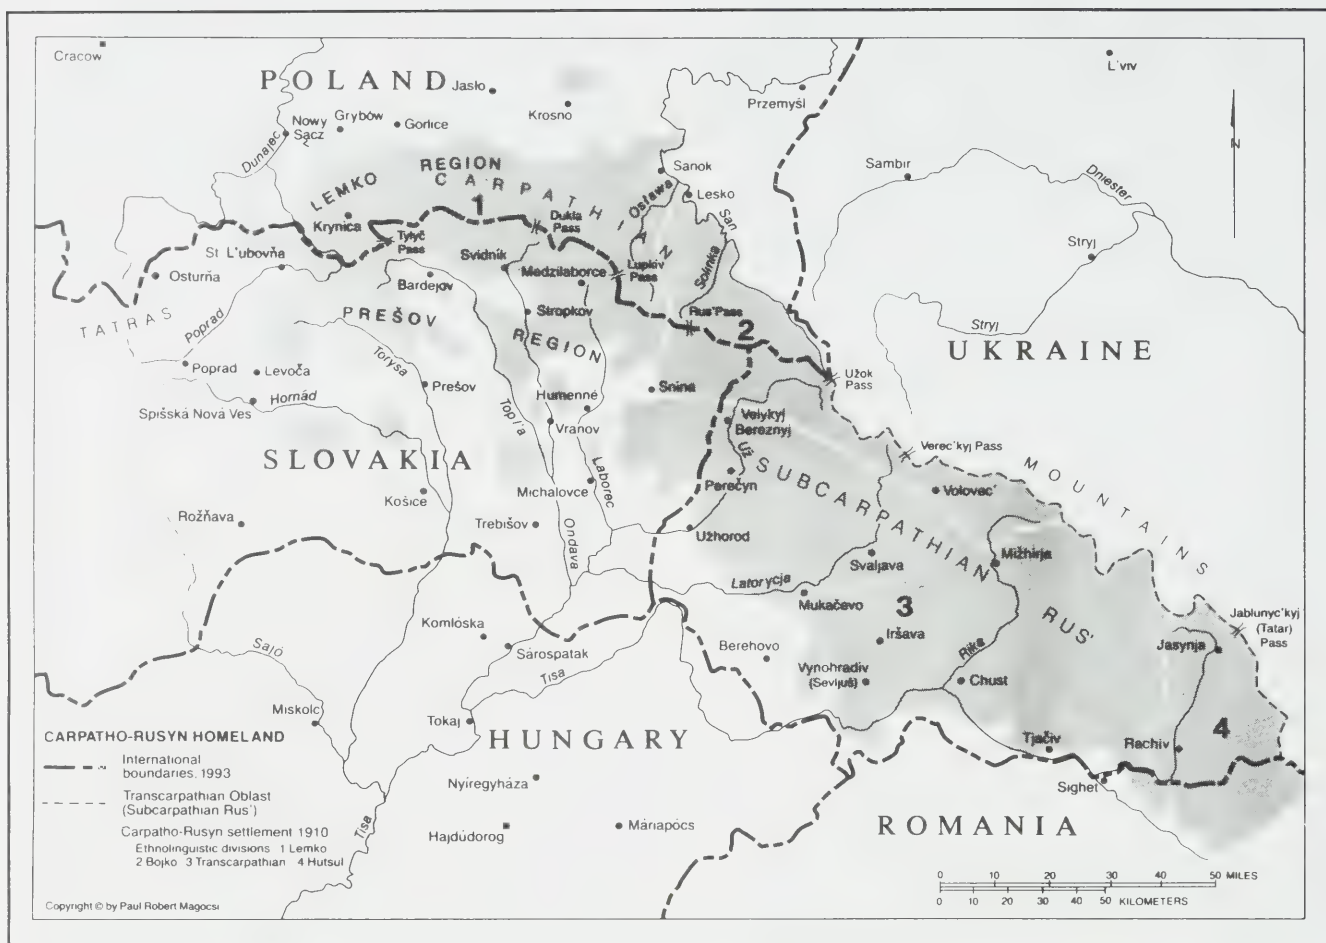 Cracow
POLAND
Jasło
L'viv
Przemyśl
Krosno
Nowy
Sącz
Grybów
Gorlice
Dunajec
REGION
CARPATHIAN
LEMKO
1
Sanok
Lesko
Osława
San
Sambir
Dniester
Krynica
Tylyč
Pass
Dukla
Pass
Stryj
St L'ubovňa
Svidník
Medzilaborce
Lupkiv
Pass
Solinka
Osturňa
Bardejov
TATRAS
Poprad
PREŠOV
Stropkov
REGION
Rus' Pass
2
Stryj
UKRAINE
Torysa
Poprad
Levoča
Prešov
Snina
Užok
Pass
Spišská Nová Ves
Hornád
Topl'a
Humenné
Vranov
Velykyj
Bereznyj
Už
Verec'kyj Pass
MOUNTAINS
SLOVAKIA
Laborec
Perečyn
SUBCARPATHIAN
Volovec'
Košice
Michalovce
Rožňava
Trebišov
Ondava
Užhorod
Mižhirja
Svaljava
Latorycja
Mukačevo
3
RUS'
Jablunyc'kyj
(Tatar)
Pass
Komlóska
Iršava
Rika
Sajó
Sárospatak
Berehovo
Jasynja
Tisa
Vynohradiv
(Sevljuš)
Chust
Miskolc
Tokaj
HUNGARY
Tjačiv
Rachiv
4
Nyíregyháza
Sighet
Tisa
Hajdúdorog
Máriapócs
ROMANIA
CARPATHO-RUSYN HOMELAND
International
boundaries, 1993
Transcarpathian Oblast
(Subcarpathian Rus')
Carpatho-Rusyn settlement 1910
Ethnolinguistic divisions 1 Lemko
2 Bojko 3 Transcarpathian 4 Hutsul
Copyright © by Paul Robert Magocsi
N
0 10 20 30 40 50 MILES
0 10 20 30 40 50 KILOMETERS